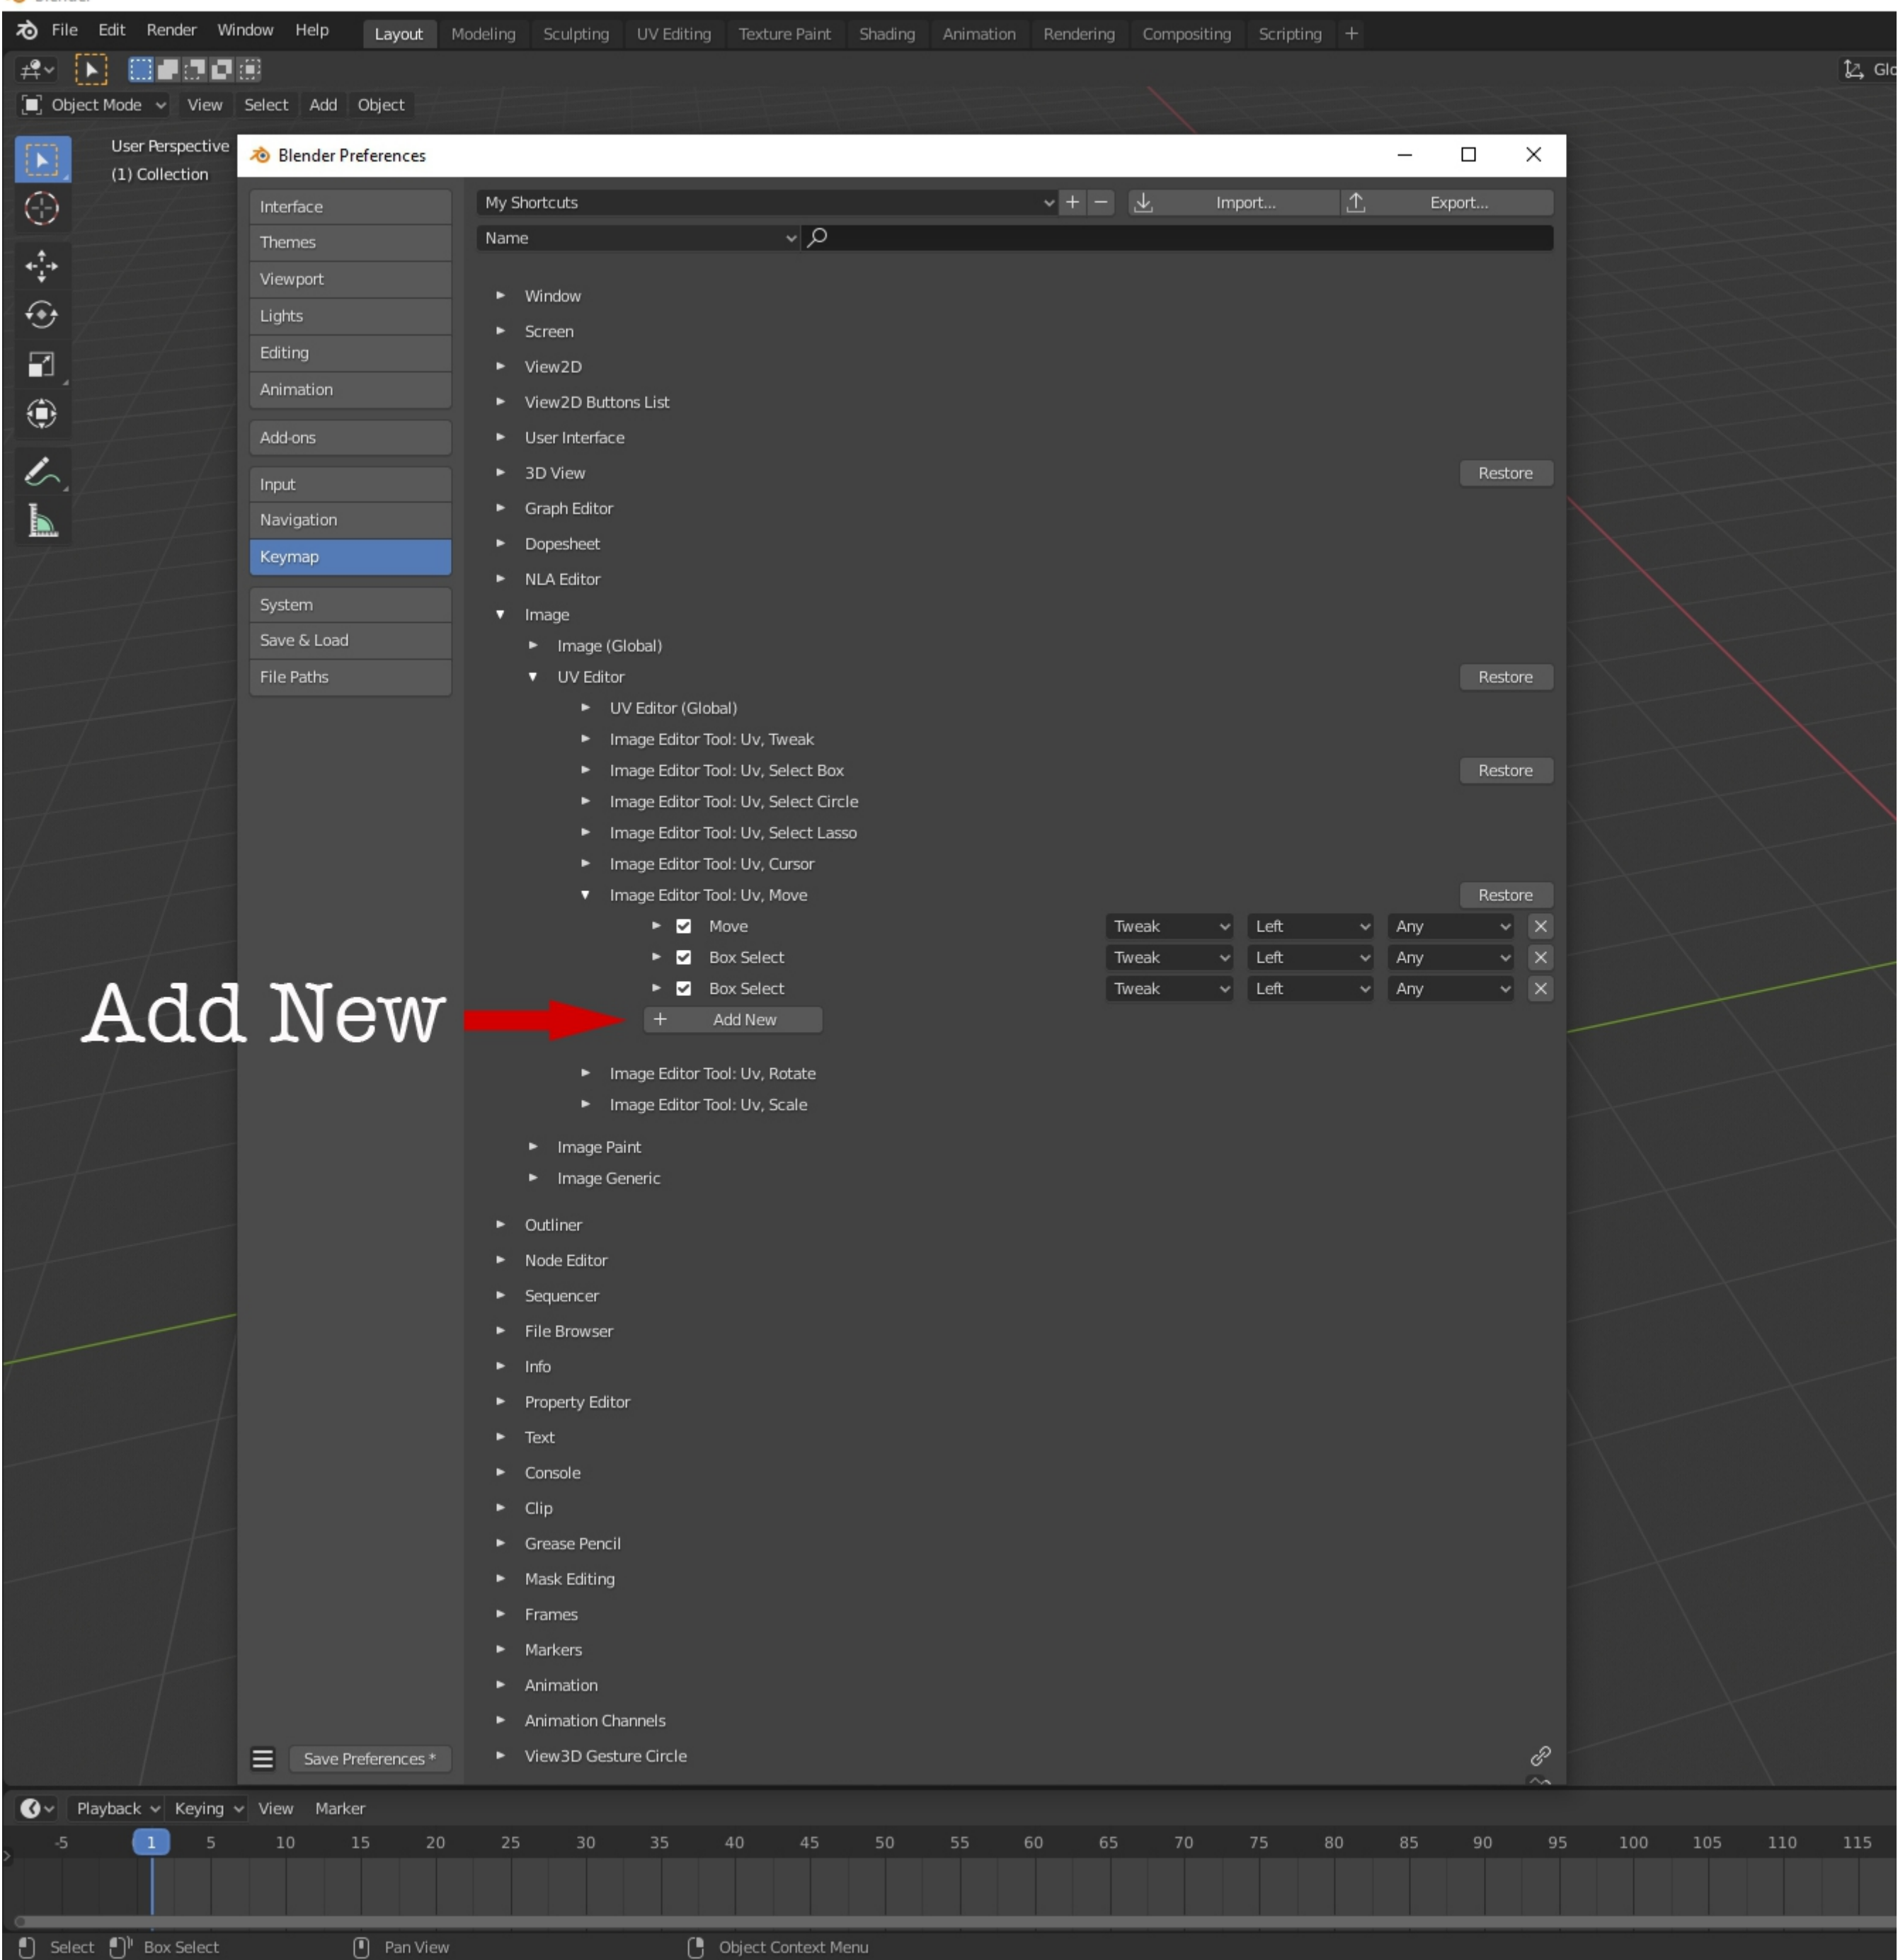 File Edit Render Window Help Layout Modeling Sculpting UV Editing Texture Paint Shading Animation Rendering Compositing Scripting +
Object Mode View Select Add Object
User Perspective
(1) Collection
Blender Preferences
Interface
Themes
Viewport
Lights
Editing
Animation
Add-ons
Input
Navigation
Keymap
System
Save & Load
File Paths
Save Preferences *
My Shortcuts + − Import... Export...
Name
Window
Screen
View2D
View2D Buttons List
User Interface
3D View Restore
Graph Editor
Dopesheet
NLA Editor
Image
Image (Global)
UV Editor Restore
UV Editor (Global)
Image Editor Tool: Uv, Tweak
Image Editor Tool: Uv, Select Box Restore
Image Editor Tool: Uv, Select Circle
Image Editor Tool: Uv, Select Lasso
Image Editor Tool: Uv, Cursor
Image Editor Tool: Uv, Move Restore
Move Tweak Left Any
Box Select Tweak Left Any
Box Select Tweak Left Any
Add New
+ Add New
Image Editor Tool: Uv, Rotate
Image Editor Tool: Uv, Scale
Image Paint
Image Generic
Outliner
Node Editor
Sequencer
File Browser
Info
Property Editor
Text
Console
Clip
Grease Pencil
Mask Editing
Frames
Markers
Animation
Animation Channels
View3D Gesture Circle
Playback Keying View Marker
-5 1 5 10 15 20 25 30 35 40 45 50 55 60 65 70 75 80 85 90 95 100 105 110 115
Select Box Select Pan View Object Context Menu